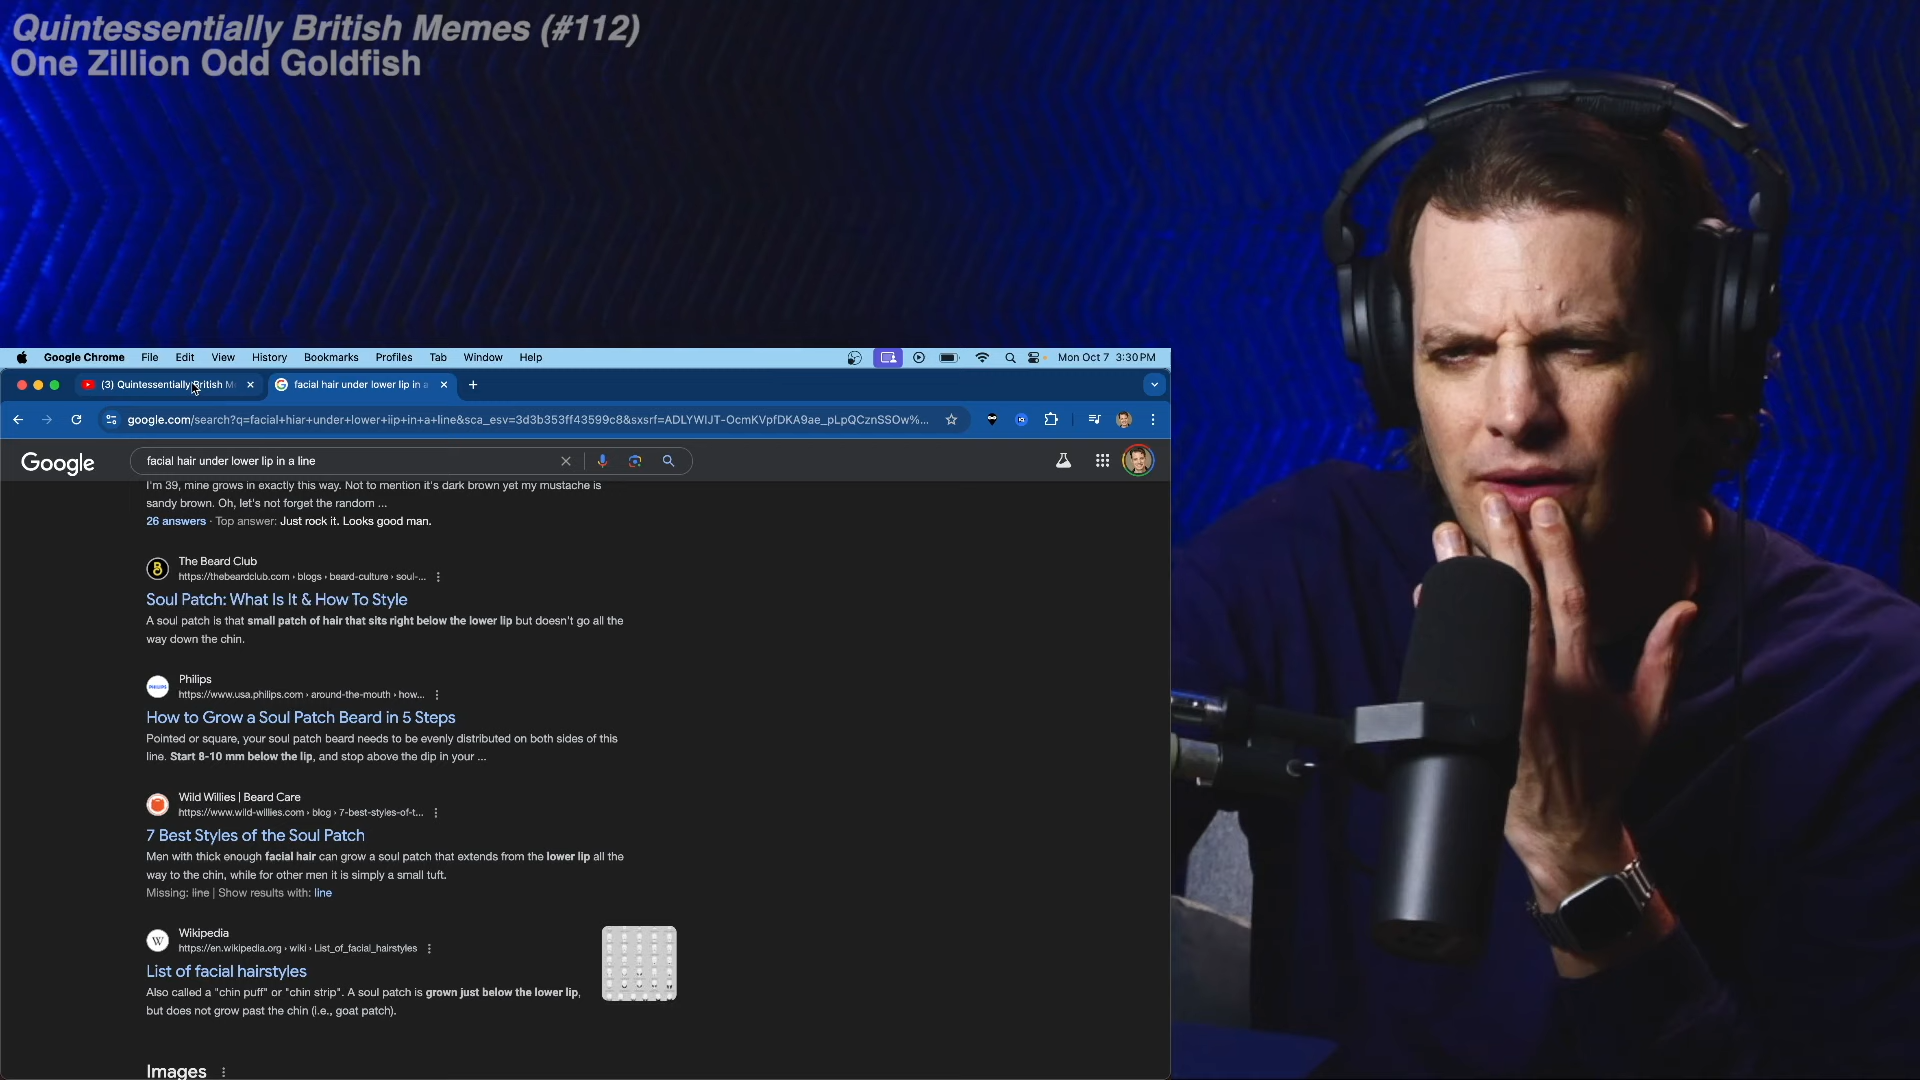 Quintessentially British Memes (#112)
One Zillion Odd Goldfish
Google Chrome File Edit View History Bookmarks Profiles Tab Window Help Mon Oct 7 3:30 PM
(3) Quintessentially British M
facial hair under lower lip in a
google.com/search?q=facial+hiar+under+lower+iip+in+a+line&sca_esv=3d3b353ff43599c8&sxsrf=ADLYWIJT-OcmKVpfDKA9ae_pLpQCznSSOw%...
Google
facial hair under lower lip in a line
I'm 39, mine grows in exactly this way. Not to mention it's dark brown yet my mustache is
sandy brown. Oh, let's not forget the random ...
26 answers · Top answer: Just rock it. Looks good man.
The Beard Club
https://thebeardclub.com › blogs › beard-culture › soul-...
Soul Patch: What Is It & How To Style
A soul patch is that small patch of hair that sits right below the lower lip but doesn't go all the
way down the chin.
PHILIPS
Philips
https://www.usa.philips.com › around-the-mouth › how...
How to Grow a Soul Patch Beard in 5 Steps
Pointed or square, your soul patch beard needs to be evenly distributed on both sides of this
line. Start 8-10 mm below the lip, and stop above the dip in your ...
Wild Willies | Beard Care
https://www.wild-willies.com › blog › 7-best-styles-of-t...
7 Best Styles of the Soul Patch
Men with thick enough facial hair can grow a soul patch that extends from the lower lip all the
way to the chin, while for other men it is simply a small tuft.
Missing: line | Show results with: line
W
Wikipedia
https://en.wikipedia.org › wiki › List_of_facial_hairstyles
List of facial hairstyles
Also called a "chin puff" or "chin strip". A soul patch is grown just below the lower lip,
but does not grow past the chin (i.e., goat patch).
Images